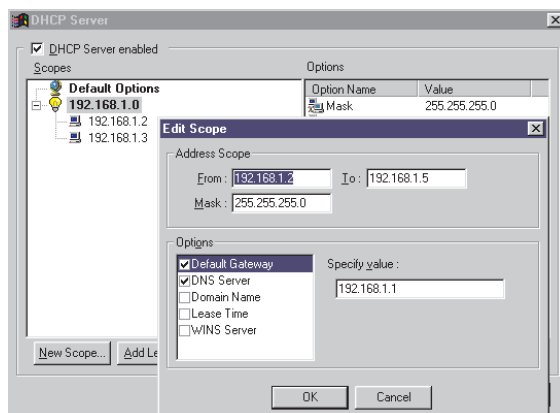 DHCP Server
DHCP Server enabled
Scopes
Options
Default Options
192.168.1.0
192.168.1.2
192.168.1.3
Option Name Value
Mask 255.255.255.0
Edit Scope
Address Scope
From : 192.168.1.2 To : 192.168.1.5
Mask : 255.255.255.0
Options
Default Gateway
DNS Server
Domain Name
Lease Time
WINS Server
Specify value :
192.168.1.1
New Scope... Add Le
OK Cancel